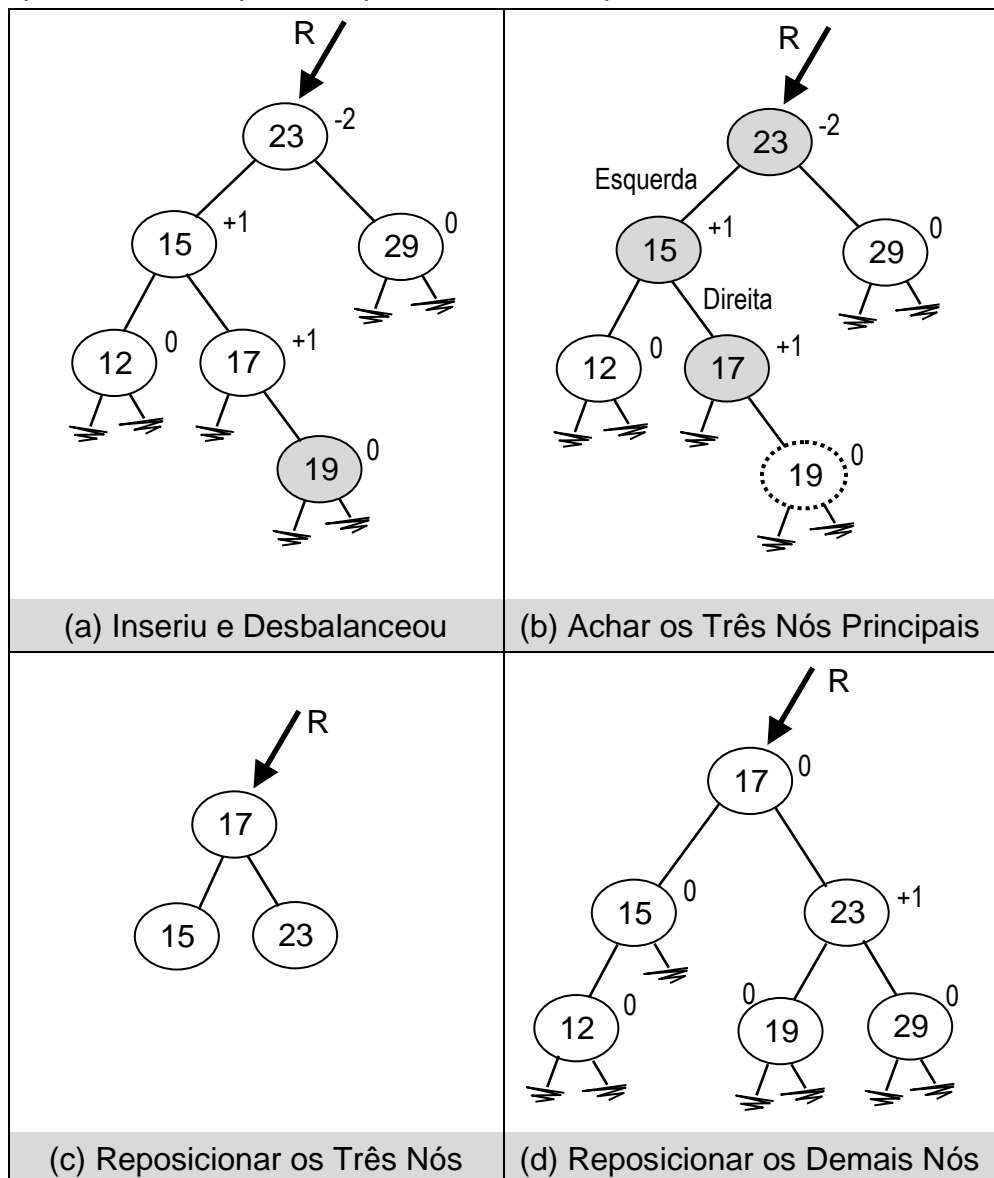 R
23 -2
15 +1
29 0
12 0
17 +1
19 0
(a) Inseriu e Desbalanceou
R
23 -2
Esquerda
15 +1
29 0
Direita
12 0
17 +1
19 0
(b) Achar os Três Nós Principais
R
17
15 23
(c) Reposicionar os Três Nós
R
17 0
15 0
23 +1
12 0
0 19
29 0
(d) Reposicionar os Demais Nós